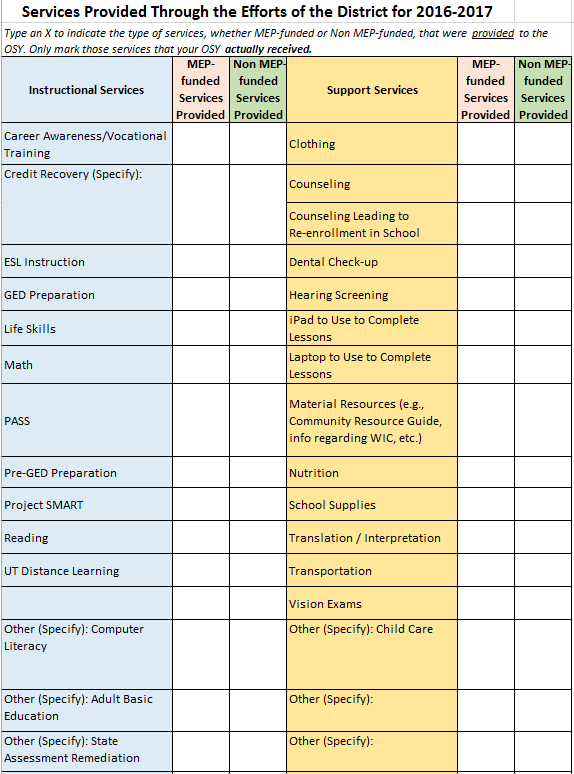 Services Provided Through the Efforts of the District for 2016-2017
Type an X to indicate the type of services, whether MEP-funded or Non MEP-funded, that were provided to the
OSY. Only mark those services that your OSY actually received.
Instructional Services
MEP-
funded
Services
Provided
Non MEP-
funded
Services
Provided
Support Services
MEP-
funded
Services
Provided
Non MEP-
funded
Services
Provided
Career Awareness/Vocational
Training
Clothing
Credit Recovery (Specify):
Counseling
Counseling Leading to
Re-enrollment in School
ESL Instruction
Dental Check-up
GED Preparation
Hearing Screening
Life Skills
iPad to Use to Complete
Lessons
Math
Laptop to Use to Complete
Lessons
PASS
Material Resources (e.g.,
Community Resource Guide,
info regarding WIC, etc.)
Pre-GED Preparation
Nutrition
Project SMART
School Supplies
Reading
Translation / Interpretation
UT Distance Learning
Transportation
Vision Exams
Other (Specify): Computer
Literacy
Other (Specify): Child Care
Other (Specify): Adult Basic
Education
Other (Specify):
Other (Specify): State
Assessment Remediation
Other (Specify):